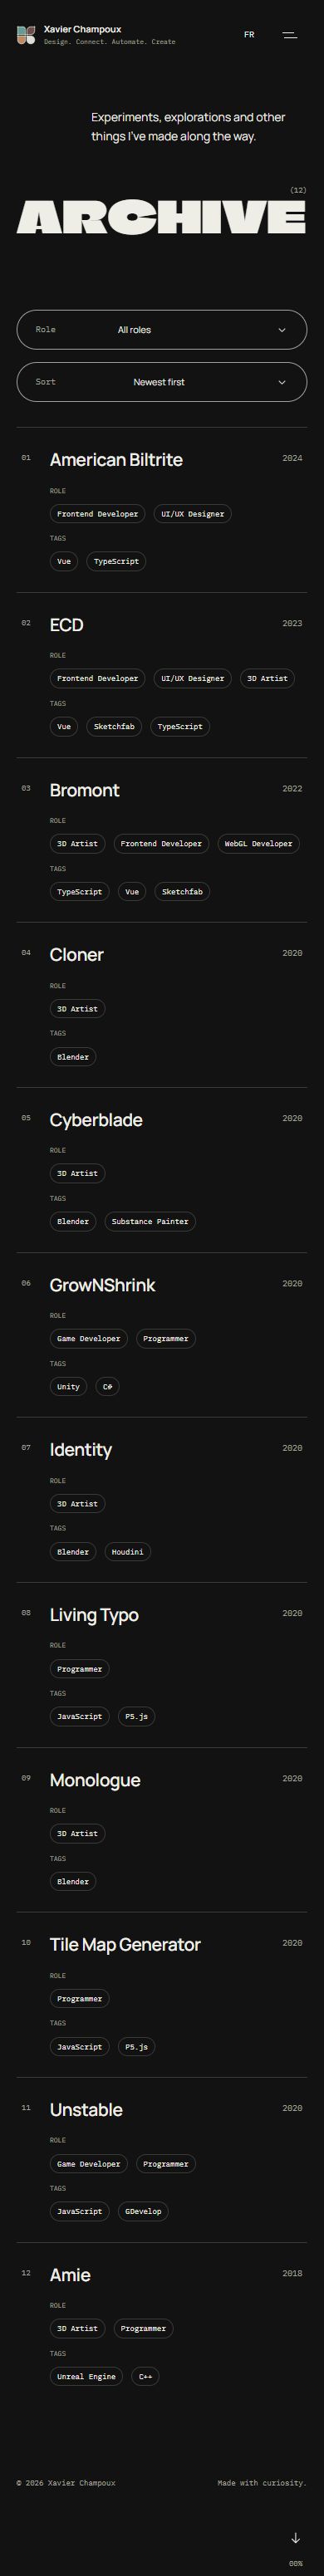 Xavier Champoux
Design. Connect. Automate. Create
FR
Experiments, explorations and other
things I've made along the way.
(12)
ARCHIVE
Role All roles
Sort Newest first
01 American Biltrite 2024
ROLE
Frontend Developer UI/UX Designer
TAGS
Vue TypeScript
02 ECD 2023
ROLE
Frontend Developer UI/UX Designer 3D Artist
TAGS
Vue Sketchfab TypeScript
03 Bromont 2022
ROLE
3D Artist Frontend Developer WebGL Developer
TAGS
TypeScript Vue Sketchfab
04 Cloner 2020
ROLE
3D Artist
TAGS
Blender
05 Cyberblade 2020
ROLE
3D Artist
TAGS
Blender Substance Painter
06 GrowNShrink 2020
ROLE
Game Developer Programmer
TAGS
Unity C#
07 Identity 2020
ROLE
3D Artist
TAGS
Blender Houdini
08 Living Typo 2020
ROLE
Programmer
TAGS
JavaScript P5.js
09 Monologue 2020
ROLE
3D Artist
TAGS
Blender
10 Tile Map Generator 2020
ROLE
Programmer
TAGS
JavaScript P5.js
11 Unstable 2020
ROLE
Game Developer Programmer
TAGS
JavaScript GDevelop
12 Amie 2018
ROLE
3D Artist Programmer
TAGS
Unreal Engine C++
© 2026 Xavier Champoux Made with curiosity.
00%